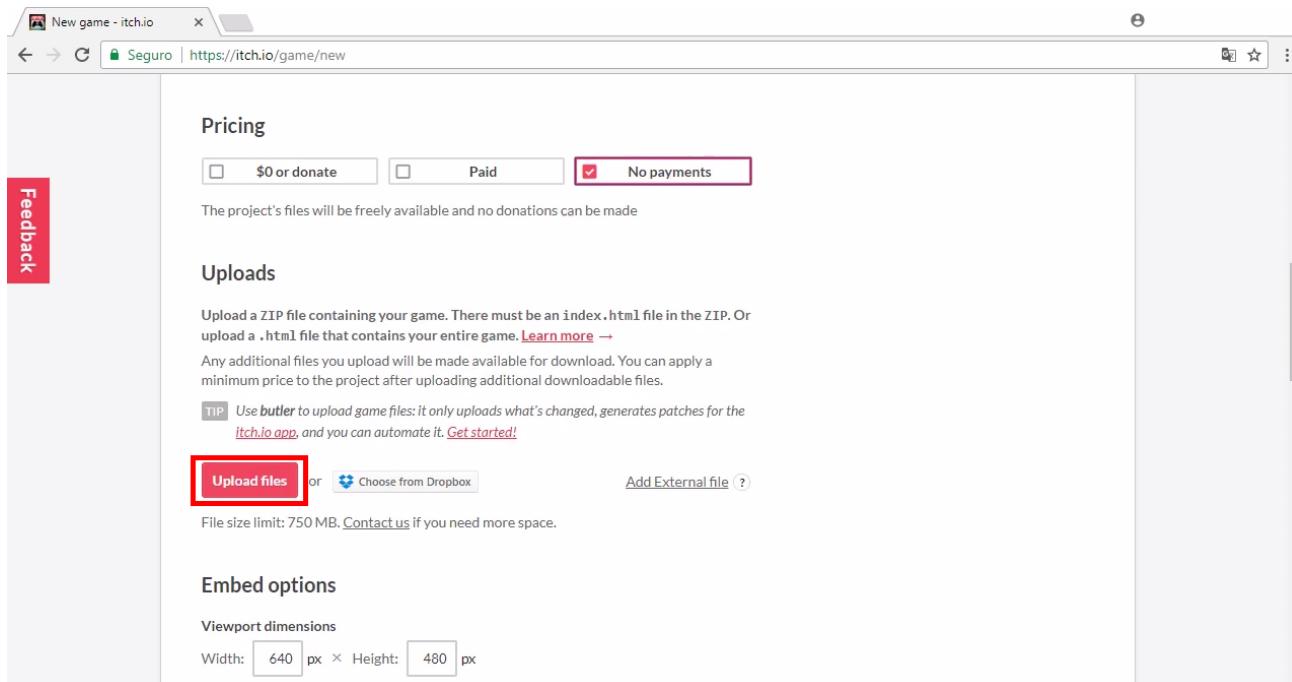 New game - itch.io
Seguro | https://itch.io/game/new
Feedback
Pricing
$0 or donate
Paid
No payments
The project's files will be freely available and no donations can be made
Uploads
Upload a ZIP file containing your game. There must be an index.html file in the ZIP. Or
upload a .html file that contains your entire game. Learn more →
Any additional files you upload will be made available for download. You can apply a
minimum price to the project after uploading additional downloadable files.
TIP Use butler to upload game files: it only uploads what's changed, generates patches for the
itch.io app, and you can automate it. Get started!
Upload files or Choose from Dropbox Add External file ?
File size limit: 750 MB. Contact us if you need more space.
Embed options
Viewport dimensions
Width: 640 px × Height: 480 px